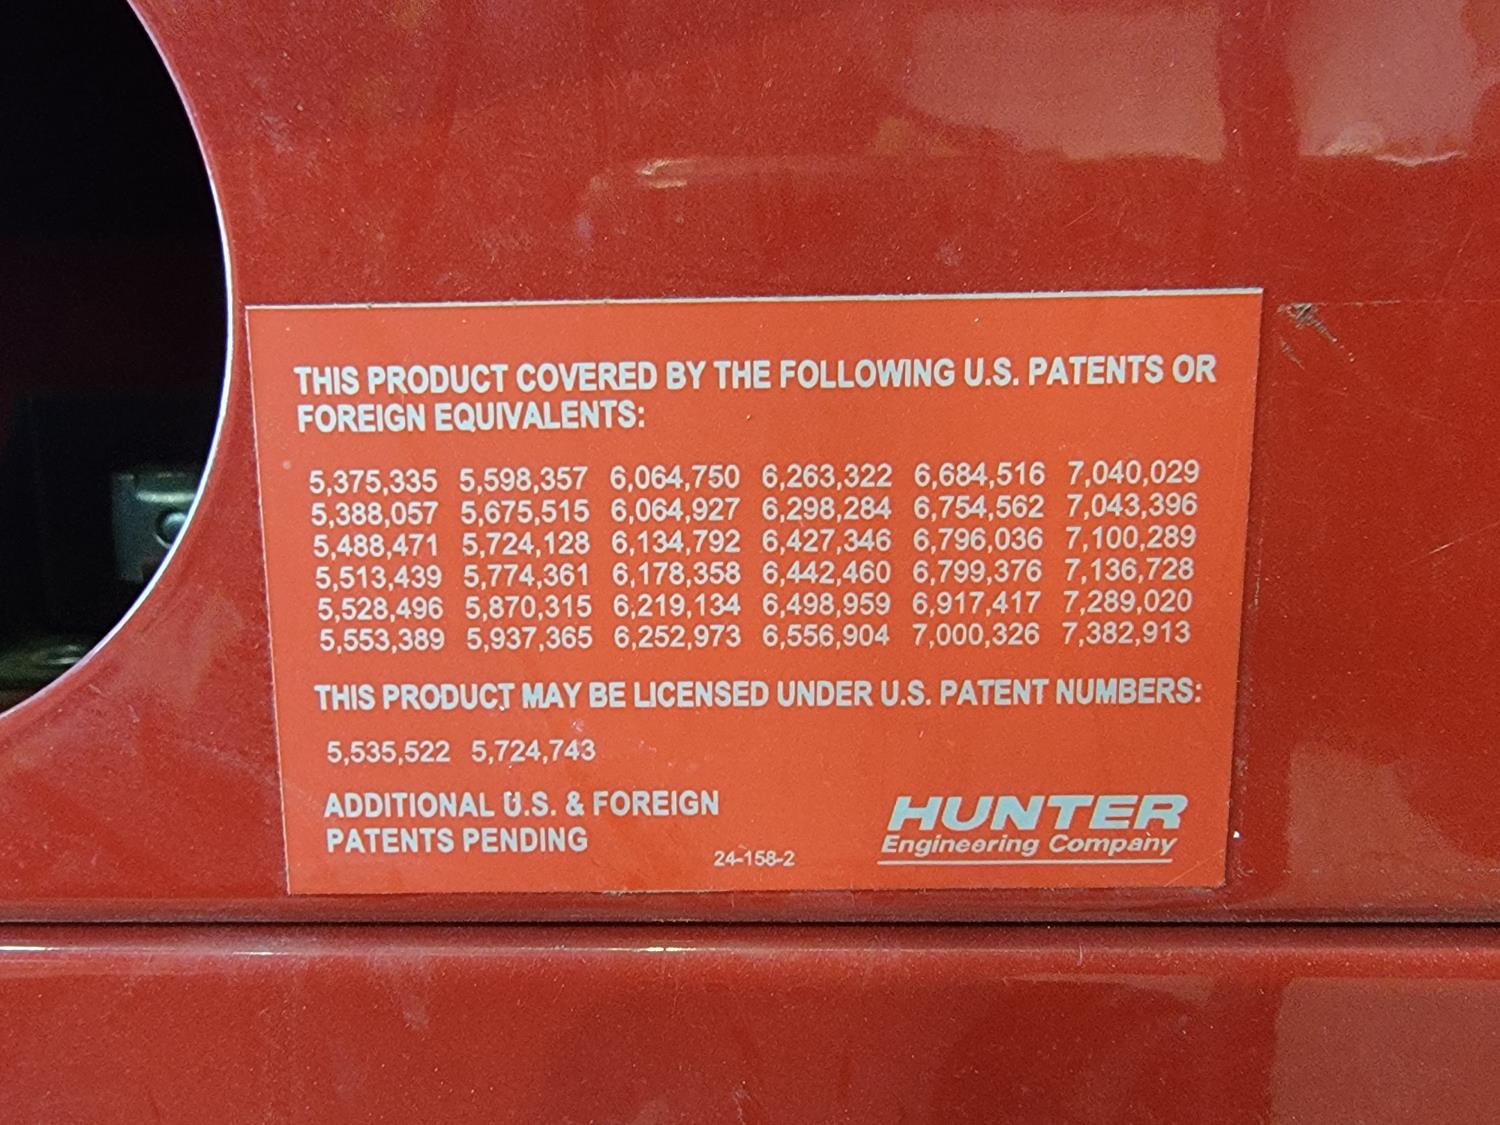 THIS PRODUCT COVERED BY THE FOLLOWING U.S. PATENTS OR
FOREIGN EQUIVALENTS:
5,375,335 5,598,357 6,064,750 6,263,322 6,684,516 7,040,029
5,388,057 5,675,515 6,064,927 6,298,284 6,754,562 7,043,396
5,488,471 5,724,128 6,134,792 6,427,346 6,796,036 7,100,289
5,513,439 5,774,361 6,178,358 6,442,460 6,799,376 7,136,728
5,528,496 5,870,315 6,219,134 6,498,959 6,917,417 7,289,020
5,553,389 5,937,365 6,252,973 6,556,904 7,000,326 7,382,913
THIS PRODUCT MAY BE LICENSED UNDER U.S. PATENT NUMBERS:
5,535,522 5,724,743
ADDITIONAL U.S. & FOREIGN
PATENTS PENDING
24-158-2
HUNTER
Engineering Company